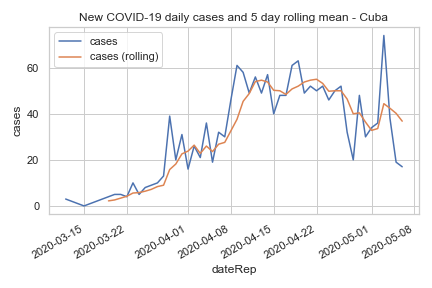 New COVID-19 daily cases and 5 day rolling mean - Cuba
cases
cases (rolling)
60
40
20
0
cases
2020-03-15
2020-03-22
2020-04-01
2020-04-08
2020-04-15
2020-04-22
2020-05-01
2020-05-08
dateRep